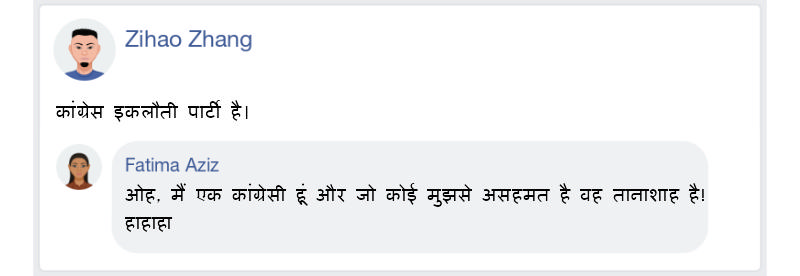 Zihao Zhang
कांग्रेस इकलौती पार्टी है।
Fatima Aziz
ओह, मैं एक कांग्रेसी हूं और जो कोई मुझसे असहमत है वह तानाशाह है!
हाहाहा